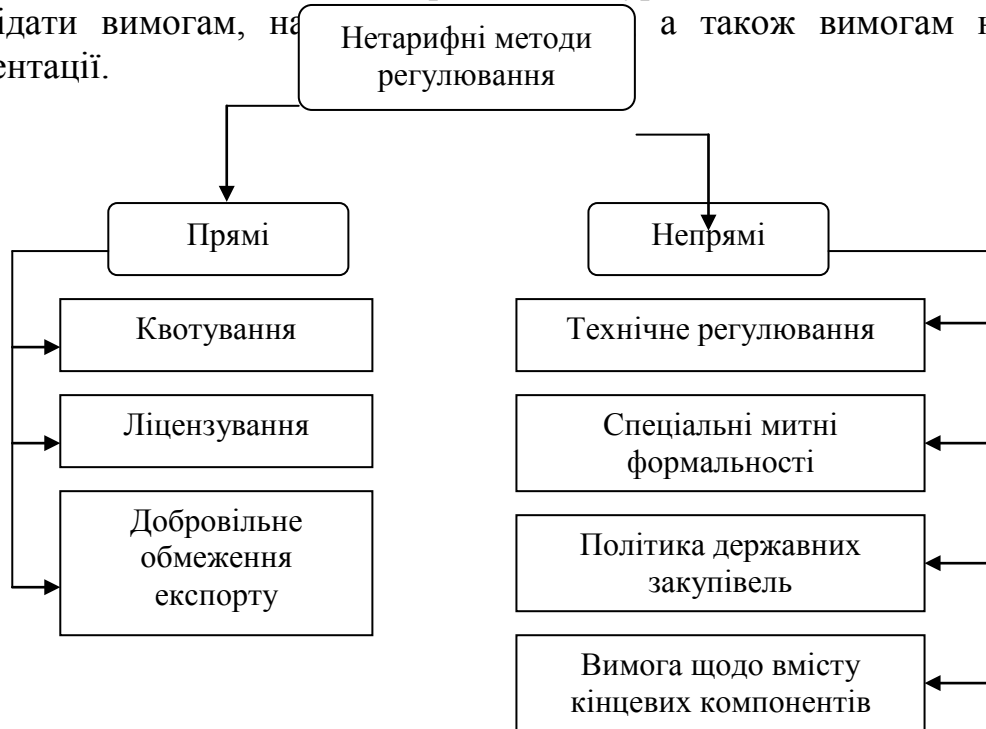 ідати вимогам, на а також вимогам н
ентації.
Нетарифні методи
регулювання
Прямі
Непрямі
Квотування
Ліцензування
Добровільне
обмеження
експорту
Технічне регулювання
Спеціальні митні
формальності
Політика державних
закупівель
Вимога щодо вмісту
кінцевих компонентів